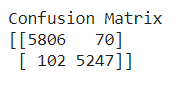 Confusion Matrix
[[5806   70]
 [ 102 5247]]